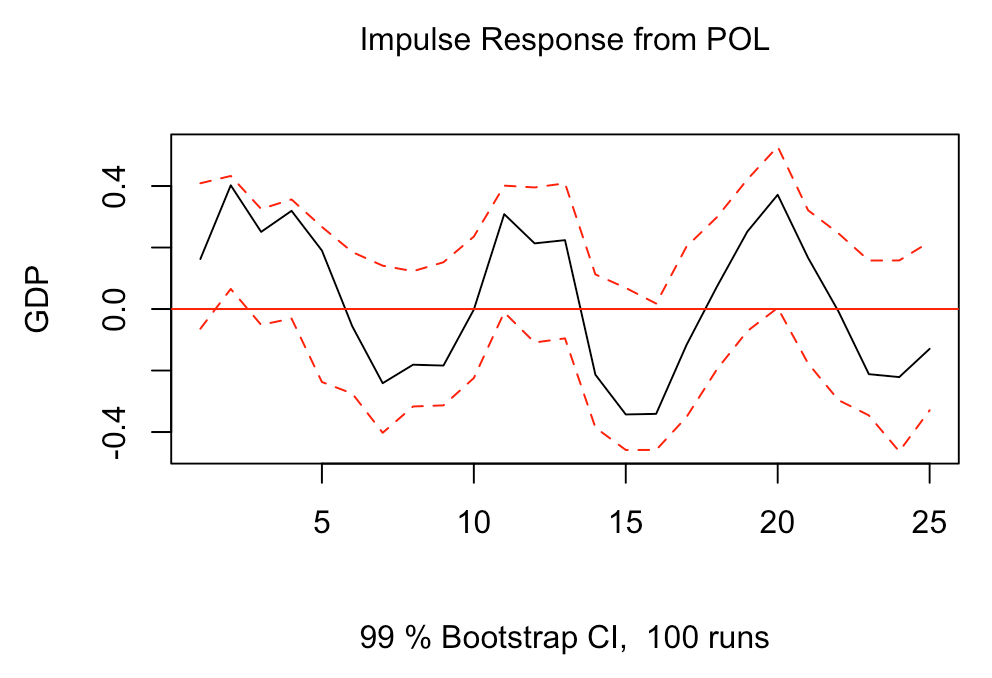 Impulse Response from POL
GDP
0.4
0.0
-0.4
5 10 15 20 25
99 % Bootstrap CI,  100 runs